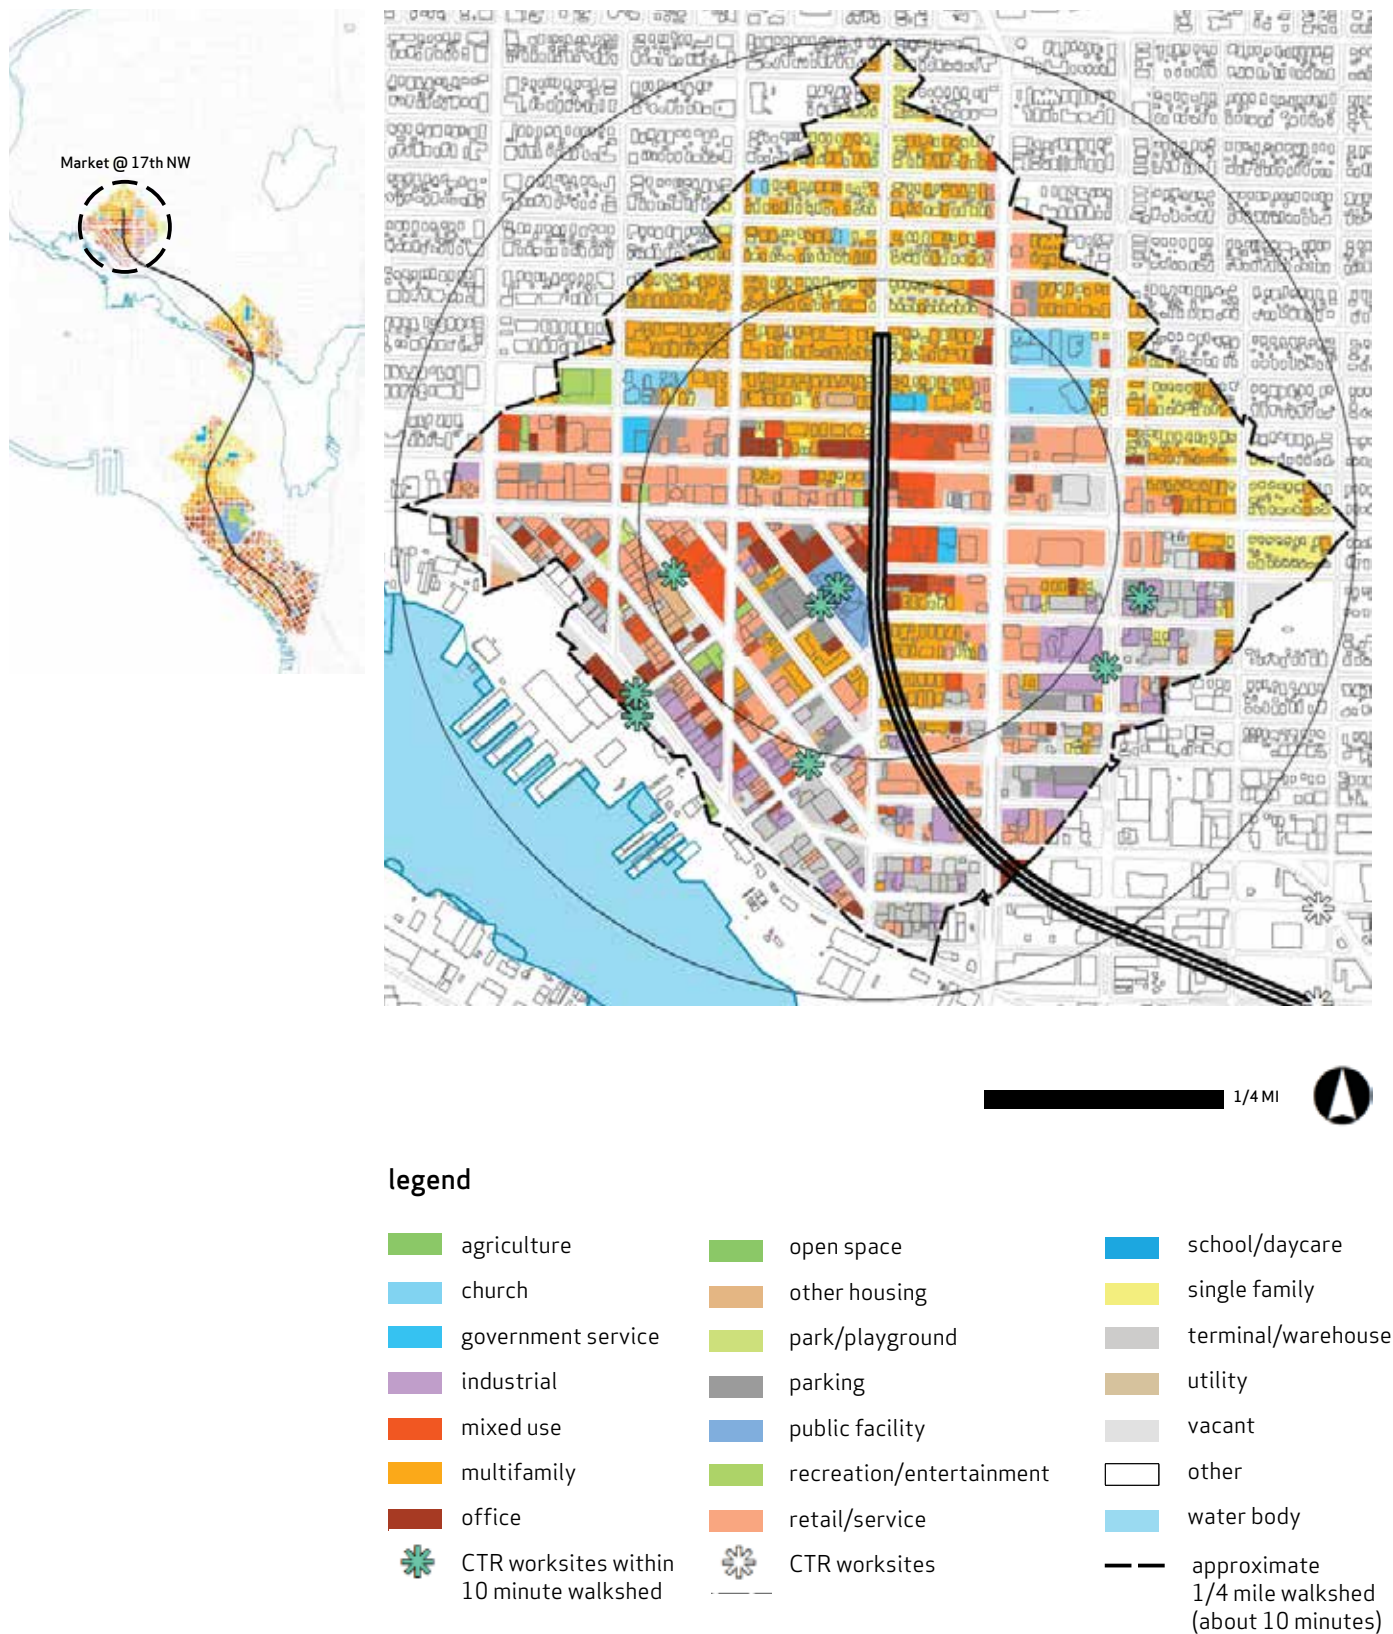 Market @ 17th NW
1/4 MI
legend
agriculture
church
government service
industrial
mixed use
multifamily
office
CTR worksites within
10 minute walkshed
open space
other housing
park/playground
parking
public facility
recreation/entertainment
retail/service
CTR worksites
school/daycare
single family
terminal/warehouse
utility
vacant
other
water body
approximate
1/4 mile walkshed
(about 10 minutes)